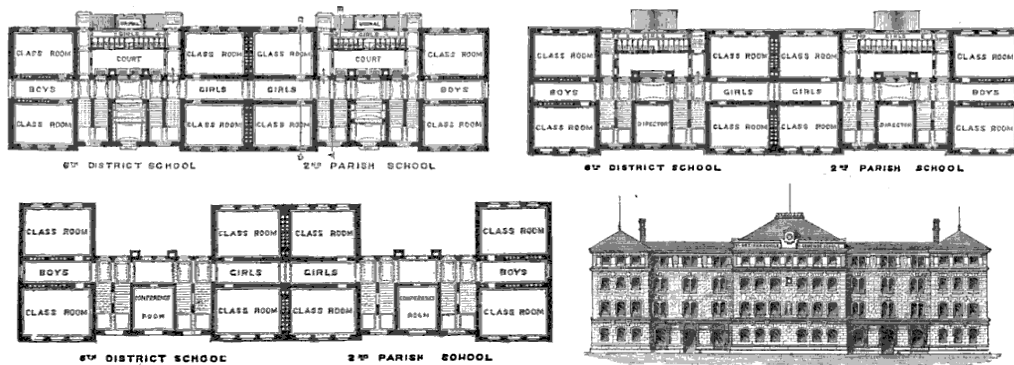 GIRLS GIRLS
CLASS ROOM COURT CLASS ROOM CLASS ROOM COURT CLASS ROOM
BOYS GIRLS GIRLS BOYS
CLASS ROOM CLASS ROOM CLASS ROOM CLASS ROOM
6TH DISTRICT SCHOOL 2ND PARISH SCHOOL
CLASS ROOM CLASS ROOM CLASS ROOM CLASS ROOM
BOYS GIRLS GIRLS BOYS
CLASS ROOM DIRECTOR CLASS ROOM CLASS ROOM DIRECTOR CLASS ROOM
6TH DISTRICT SCHOOL 2ND PARISH SCHOOL
CLASS ROOM CLASS ROOM CLASS ROOM CLASS ROOM
BOYS GIRLS GIRLS BOYS
CLASS ROOM CONFERENCE ROOM CLASS ROOM CLASS ROOM CONFERENCE ROOM CLASS ROOM
6TH DISTRICT SCHOOL 2ND PARISH SCHOOL